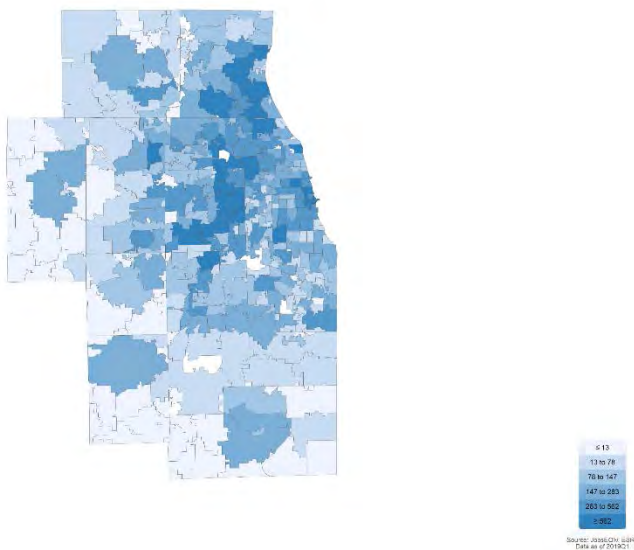 ≤ 13
13 to 78
78 to 147
147 to 283
283 to 562
≥ 562
Source: JobsEQ®
Data as of 2019Q1